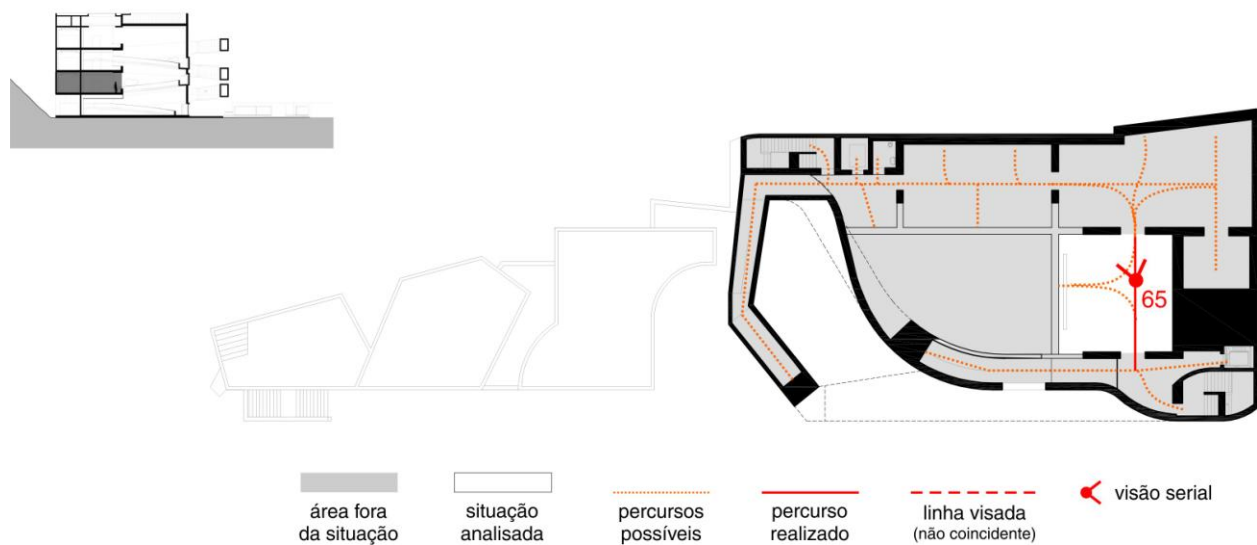 65
área fora
da situação
situação
analisada
percursos
possíveis
percurso
realizado
linha visada
(não coincidente)
visão serial